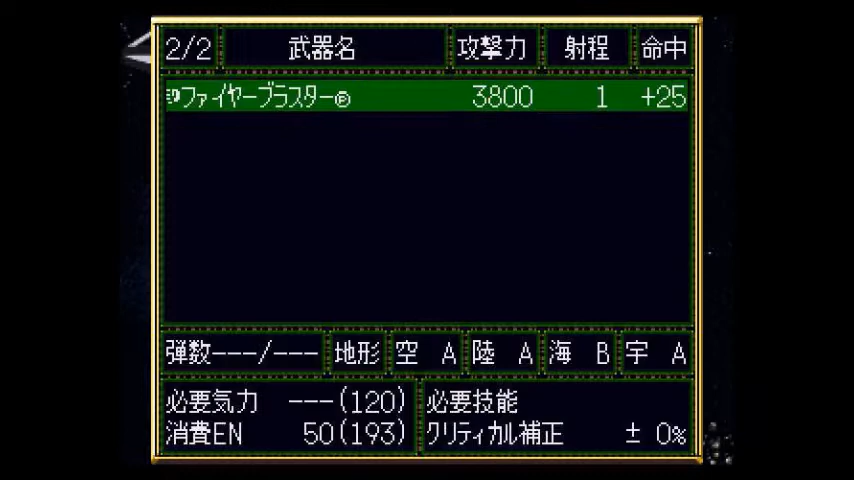 2/2 武器名 攻撃力 射程 命中
ファイヤーブラスターⓅ 3800 1 +25
弾数---/--- 地形 空 A 陸 A 海 B 宇 A
必要気力 ---(120) 必要技能
消費EN 50(193) クリティカル補正 ± 0%